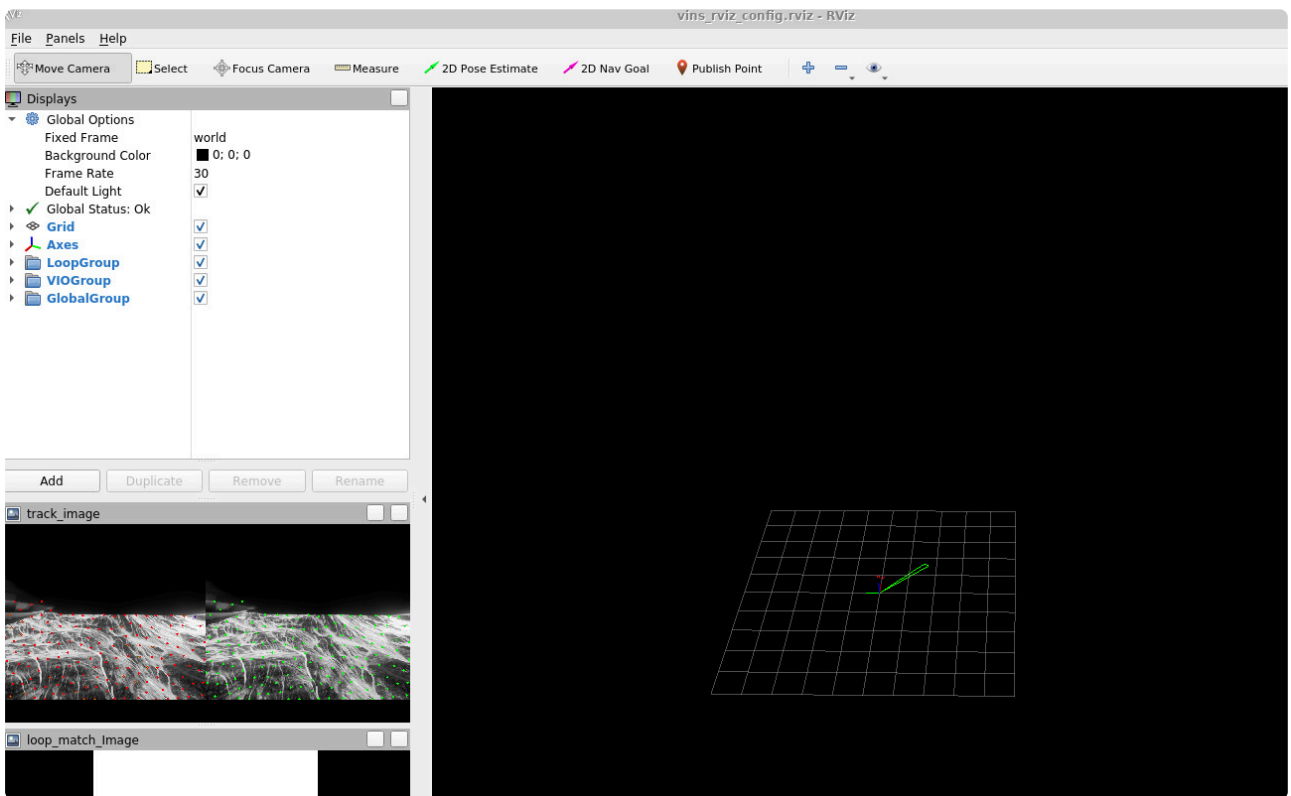 vins_rviz_config.rviz - RViz
File Panels Help
Move Camera Select Focus Camera Measure 2D Pose Estimate 2D Nav Goal Publish Point
Displays
Global Options
Fixed Frame world
Background Color 0; 0; 0
Frame Rate 30
Default Light
Global Status: Ok
Grid
Axes
LoopGroup
VIOGroup
GlobalGroup
Add Duplicate Remove Rename
track_image
loop_match_Image